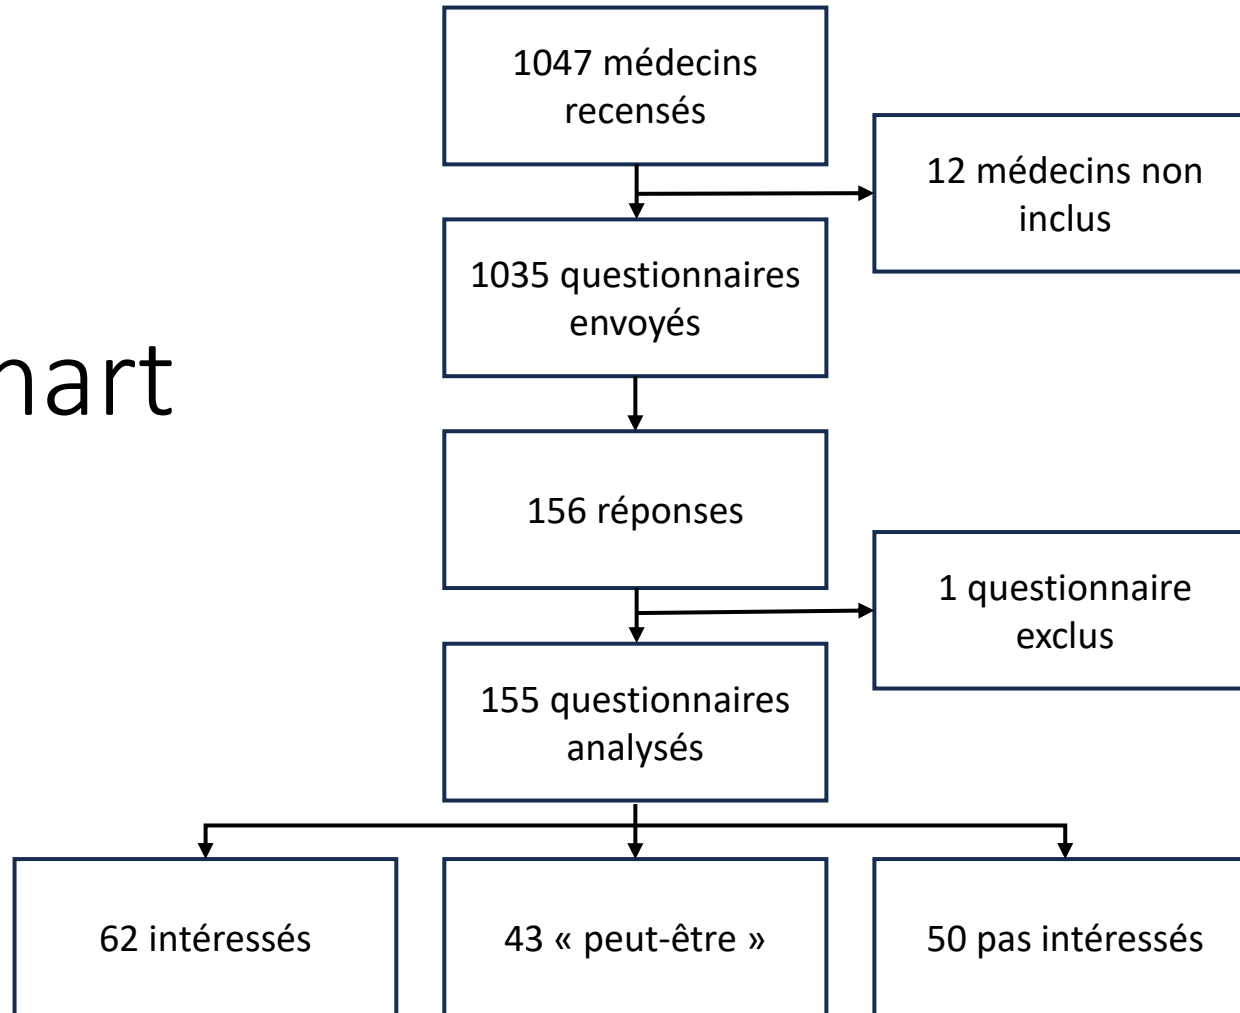 1047 médecins
recensés
12 médecins non
inclus
1035 questionnaires
envoyés
hart
156 réponses
1 questionnaire
exclus
155 questionnaires
analysés
62 intéressés
43 « peut-être »
50 pas intéressés